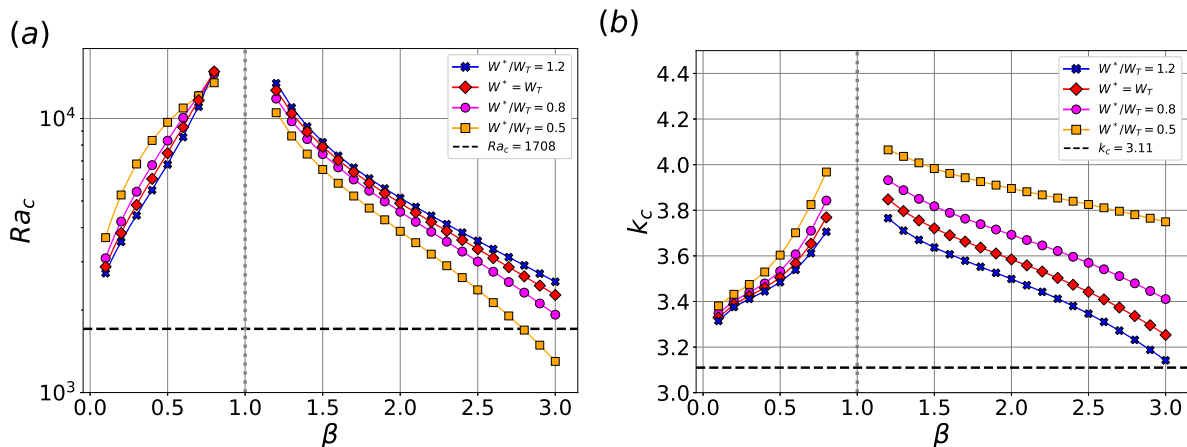 (a)
Ra_c
10^4
10^3
W^*/W_T = 1.2
W^* = W_T
W^*/W_T = 0.8
W^*/W_T = 0.5
Ra_c = 1708
0.0 0.5 1.0 1.5 2.0 2.5 3.0
β
(b)
k_c
4.4
4.2
4.0
3.8
3.6
3.4
3.2
3.0
W^*/W_T = 1.2
W^* = W_T
W^*/W_T = 0.8
W^*/W_T = 0.5
k_c = 3.11
0.0 0.5 1.0 1.5 2.0 2.5 3.0
β